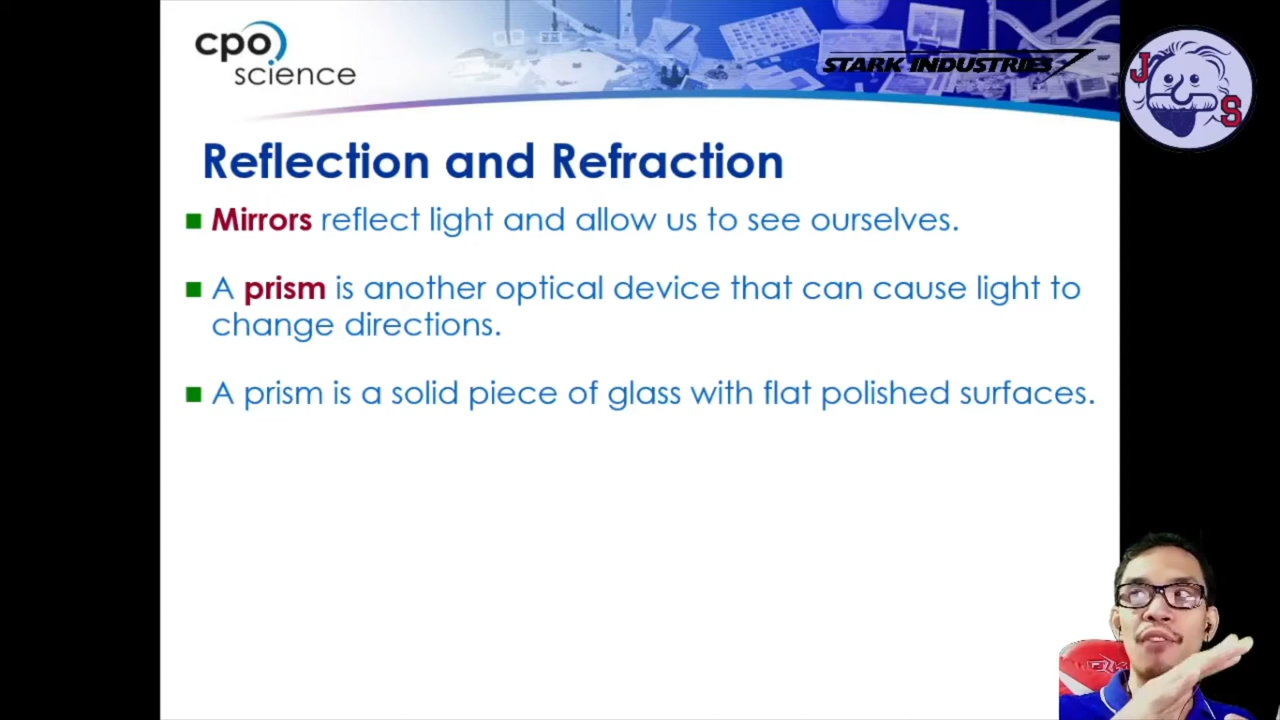 cpo
science
STARK INDUSTRIES
J
S
Reflection and Refraction
Mirrors reflect light and allow us to see ourselves.
A prism is another optical device that can cause light to
change directions.
A prism is a solid piece of glass with flat polished surfaces.